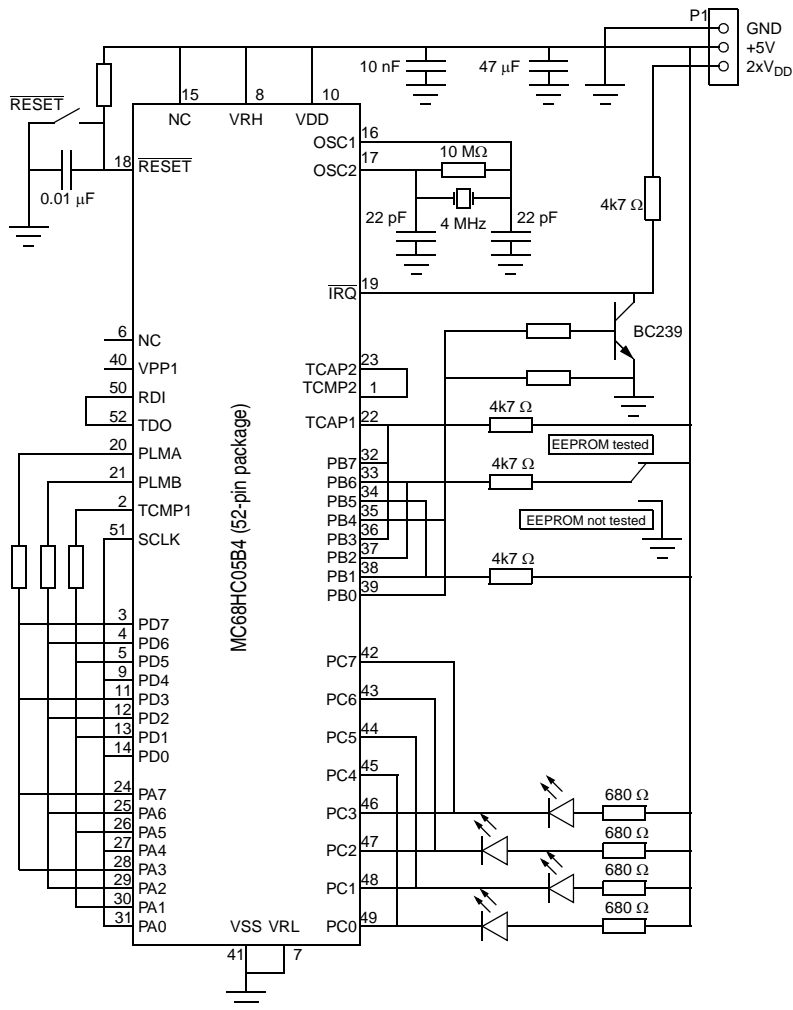 P1
GND
+5V
2xVDD
10 nF
47 µF
RESET
0.01 µF
15
8
10
NC
VRH
VDD
18
RESET
OSC1
16
OSC2
17
10 MΩ
22 pF
4 MHz
22 pF
4k7 Ω
IRQ
19
BC239
6
NC
40
VPP1
50
RDI
52
TDO
20
PLMA
21
PLMB
2
TCMP1
51
SCLK
TCAP2
23
TCMP2
1
TCAP1
22
4k7 Ω
EEPROM tested
PB7
32
PB6
33
4k7 Ω
PB5
34
PB4
35
EEPROM not tested
PB3
36
PB2
37
PB1
38
4k7 Ω
PB0
39
MC68HC05B4 (52-pin package)
3
PD7
4
PD6
5
PD5
9
PD4
11
PD3
12
PD2
13
PD1
14
PD0
24
PA7
25
PA6
26
PA5
27
PA4
28
PA3
29
PA2
30
PA1
31
PA0
PC7
42
PC6
43
PC5
44
PC4
45
PC3
46
680 Ω
PC2
47
680 Ω
PC1
48
680 Ω
PC0
49
680 Ω
VSS
VRL
41
7